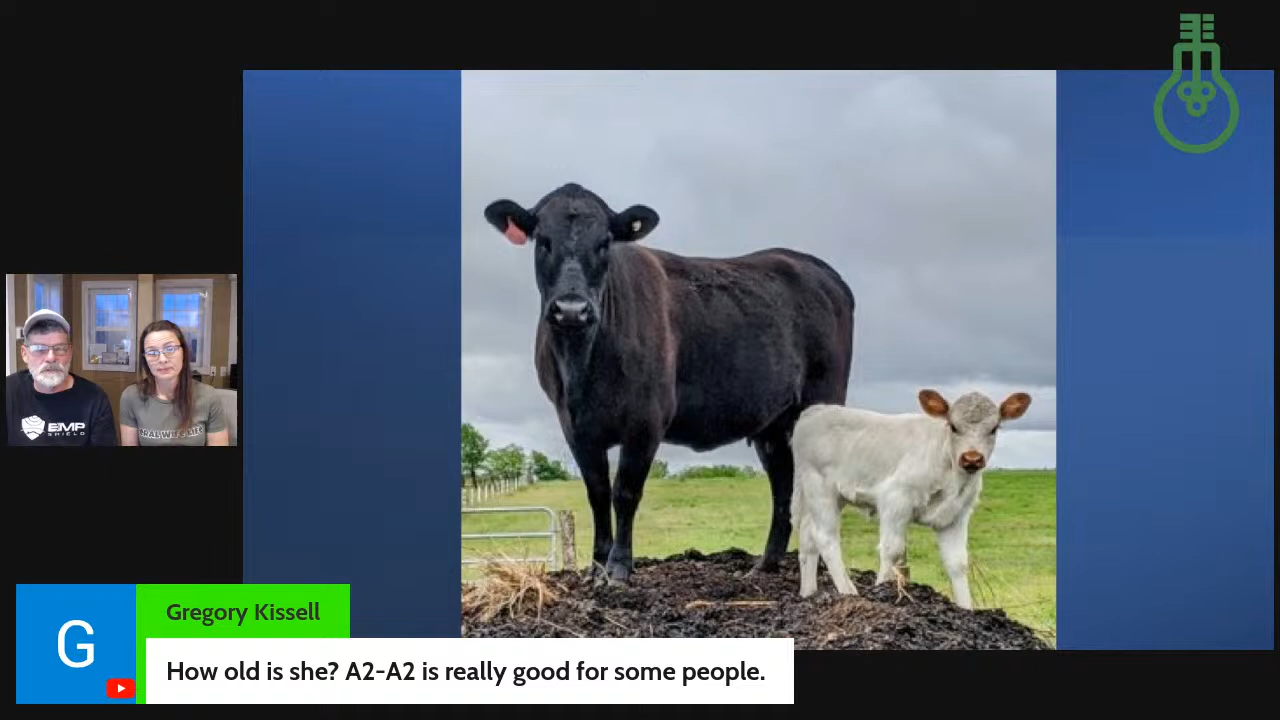 EMP
SHIELD
Gregory Kissell
G
How old is she? A2-A2 is really good for some people.